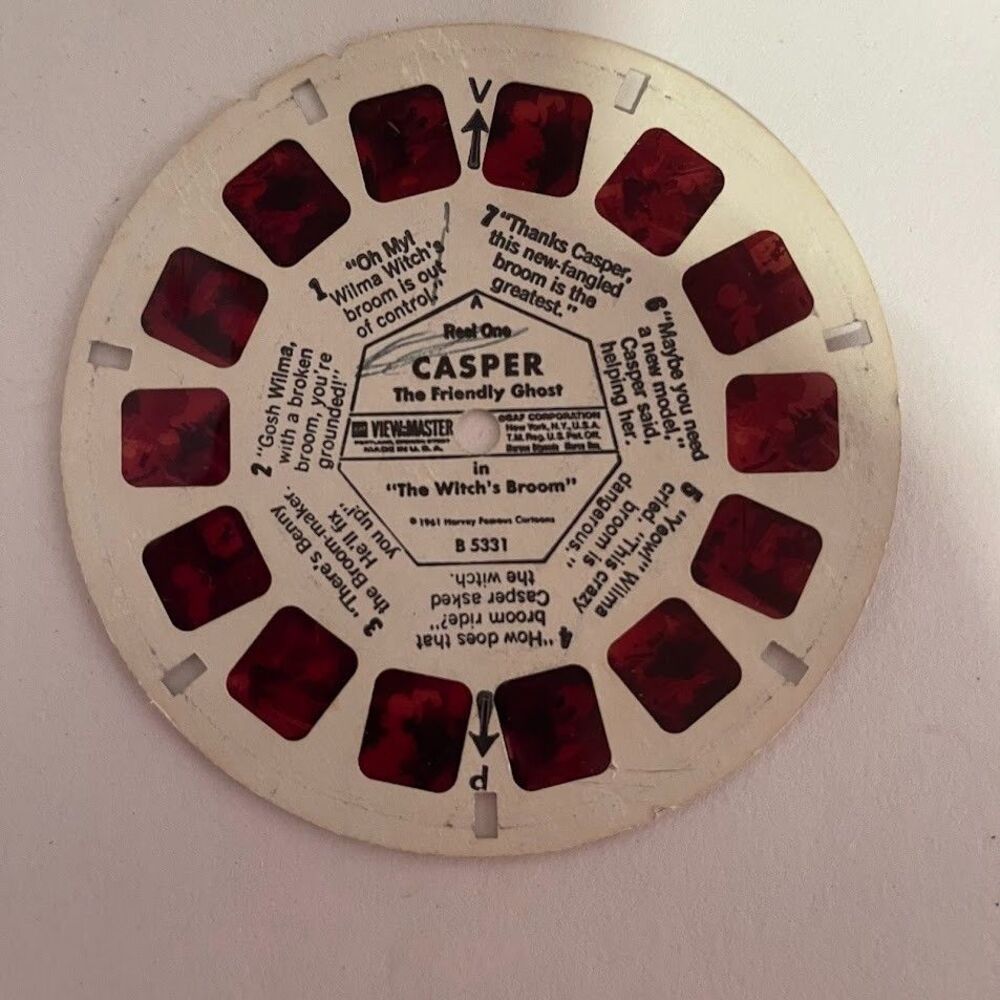 V
A
Reel One
CASPER
The Friendly Ghost
VIEW-MASTER
MADE IN U.S.A.
©GAF CORPORATION
New York, N.Y., U.S.A.
T.M. Reg. U.S. Pat. Off.
in
"The Witch's Broom"
© 1961 Harvey Famous Cartoons
B 5331
1 "Oh My!
Wilma Witch's
broom is out
of control."
2 "Gosh Wilma,
with a broken
broom, you're
grounded!"
3 "There's Benny
the Broom-maker.
He'll fix
you up!"
4 "How does that
broom ride?"
Casper asked
the witch.
5 "Yeow!" Wilma
cried. "This crazy
broom is
dangerous."
6 "Maybe you need
a new model,"
Casper said,
helping her.
7 "Thanks Casper,
this new-fangled
broom is the
greatest."
P